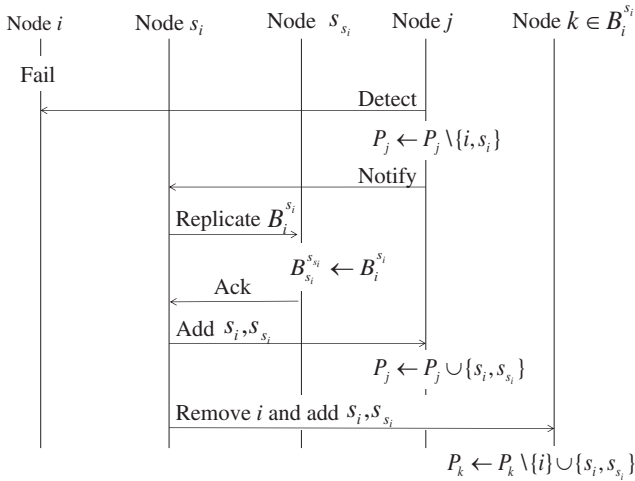 Node i Node s_i Node s_{s_i} Node j Node k ∈ B_i^{s_i}
Fail
Detect
P_j ← P_j \{i, s_i}
Notify
Replicate B_i^{s_i}
B_{s_i}^{s_{s_i}} ← B_i^{s_i}
Ack
Add s_i, s_{s_i}
P_j ← P_j ∪ {s_i, s_{s_i}}
Remove i and add s_i, s_{s_i}
P_k ← P_k \{i} ∪ {s_i, s_{s_i}}